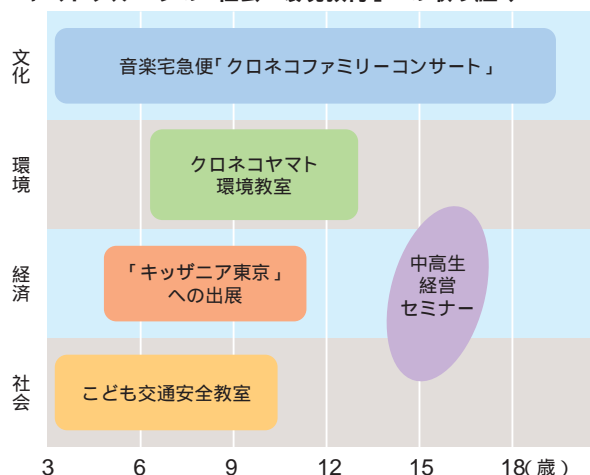 文化
音楽宅急便「クロネコファミリーコンサート」
環境
クロネコヤマト
環境教室
経済
「キッザニア東京」
への出展
中高生
経営
セミナー
社会
こども交通安全教室
3 6 9 12 15 18(歳)